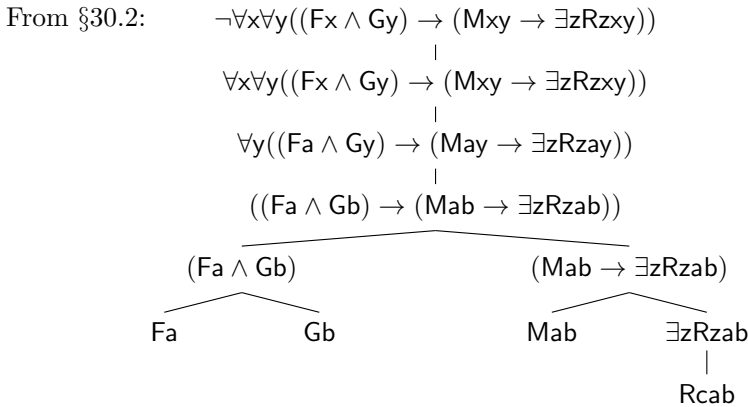 From §30.2: ¬∀x∀y((Fx ∧ Gy) → (Mxy → ∃zRzxy))
∀x∀y((Fx ∧ Gy) → (Mxy → ∃zRzxy))
∀y((Fa ∧ Gy) → (May → ∃zRzay))
((Fa ∧ Gb) → (Mab → ∃zRzab))
(Fa ∧ Gb) (Mab → ∃zRzab)
Fa Gb Mab ∃zRzab
Rcab